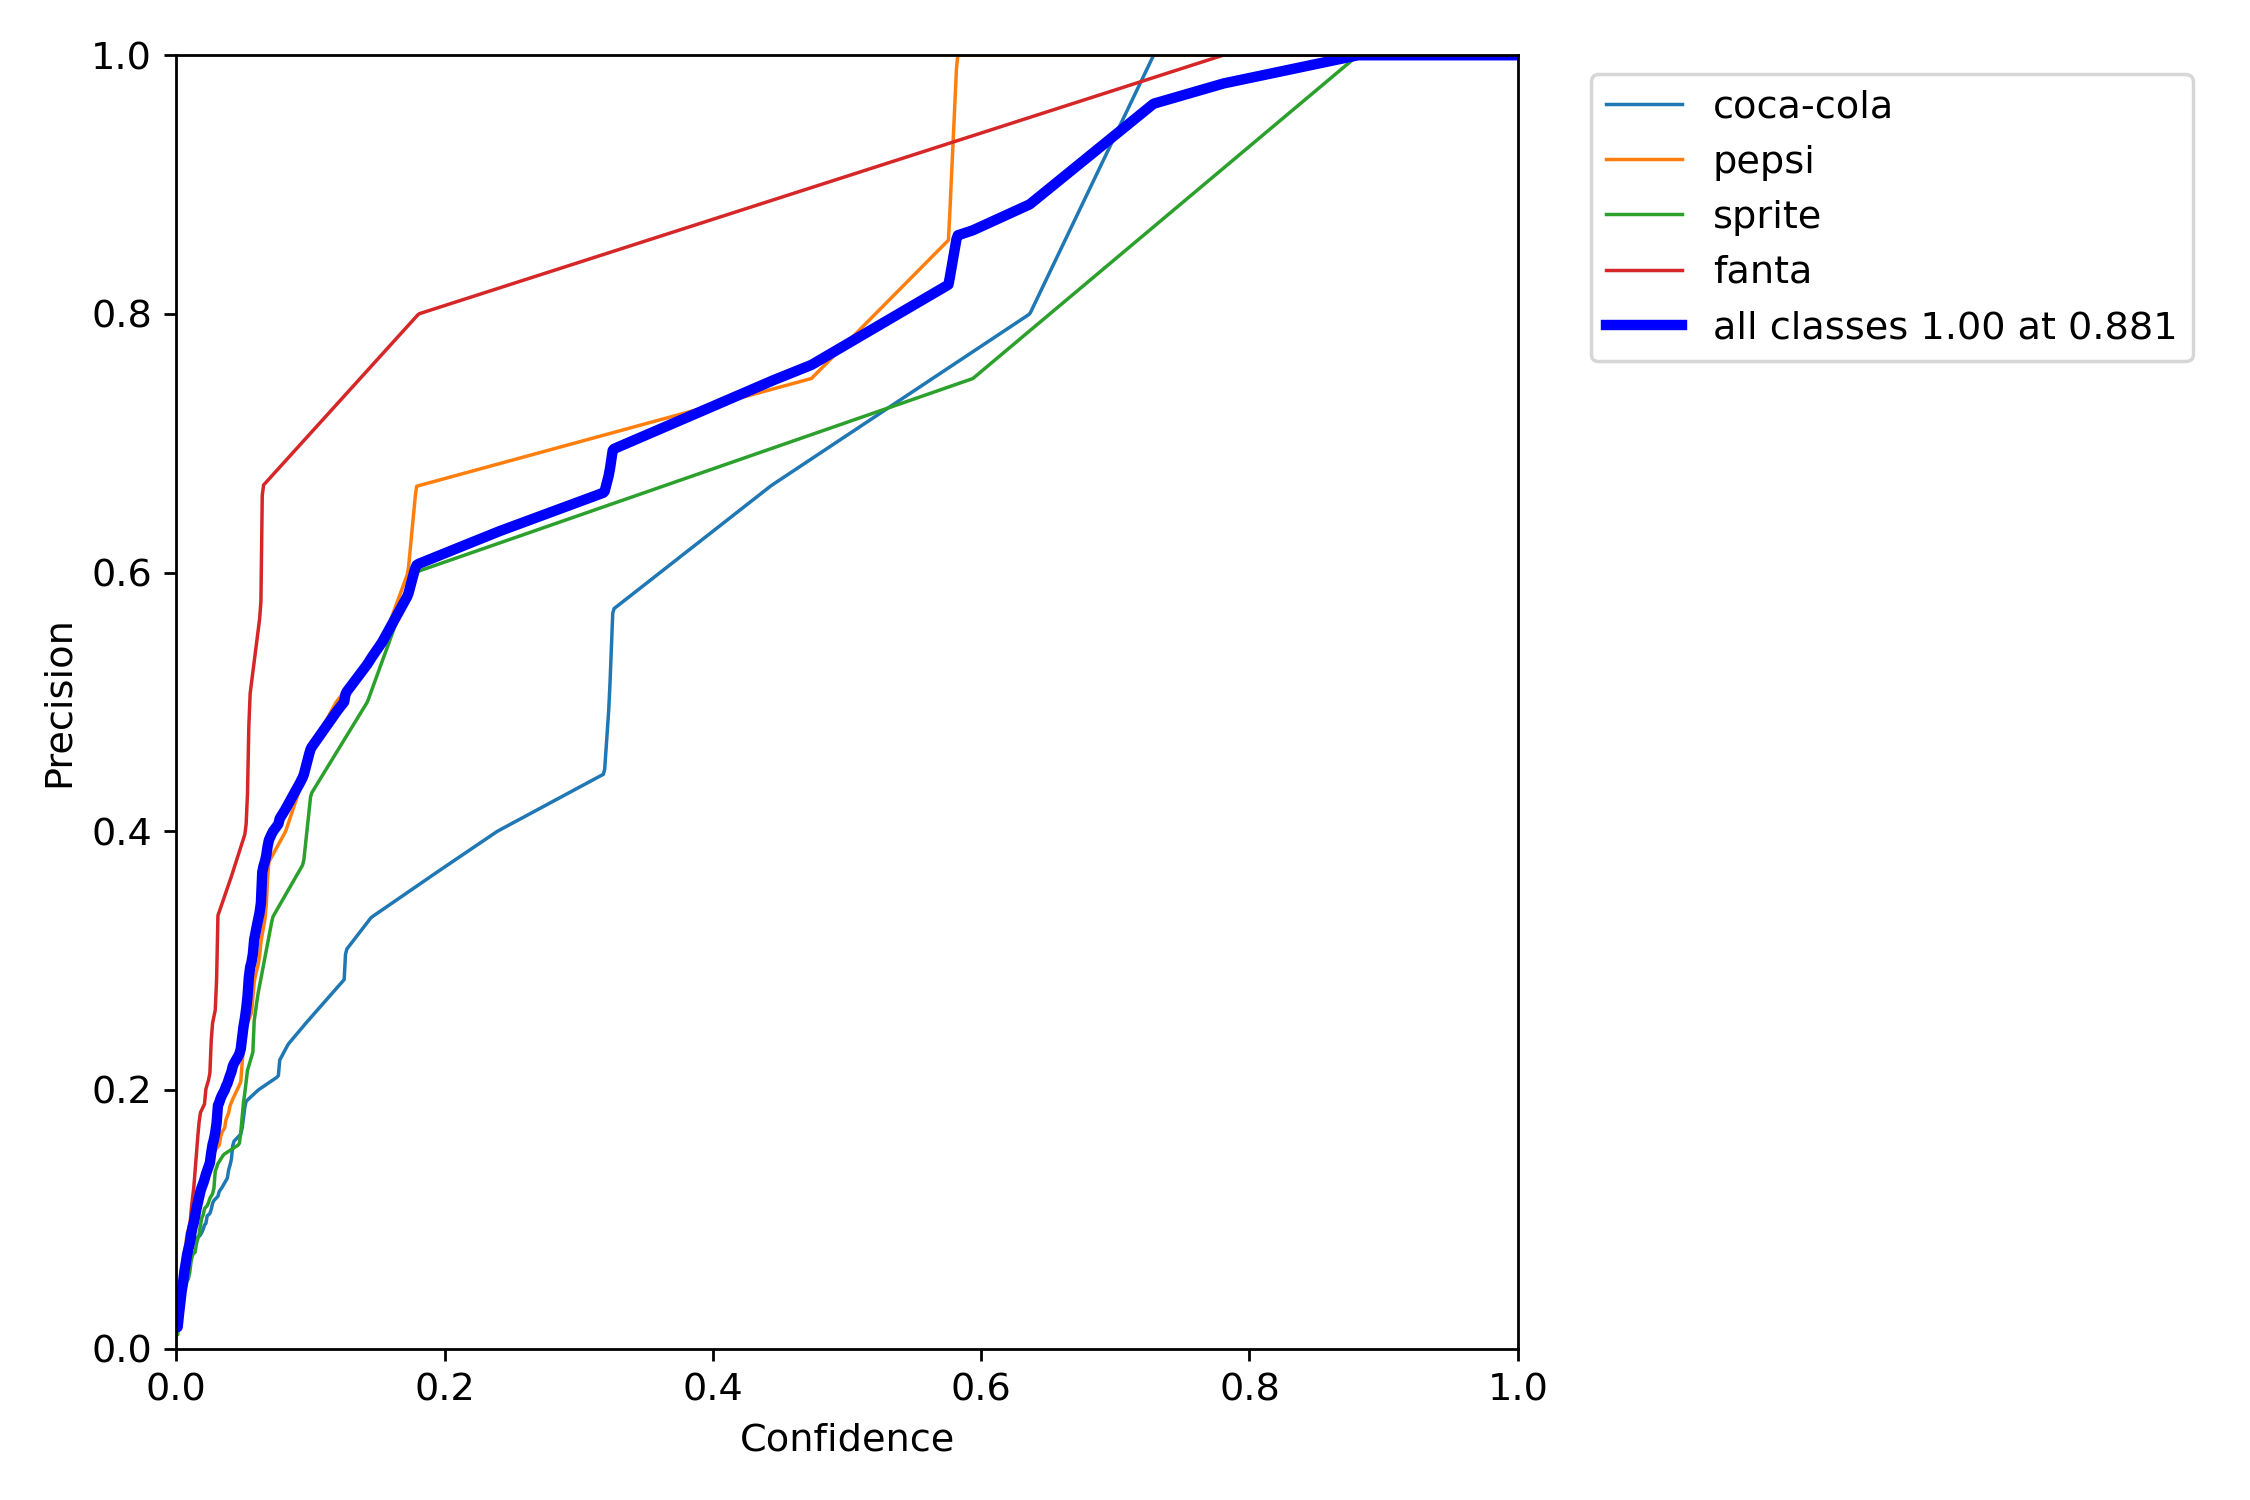 1.0
0.8
0.6
0.4
0.2
0.0
Precision
0.0 0.2 0.4 0.6 0.8 1.0
Confidence
coca-cola
pepsi
sprite
fanta
all classes 1.00 at 0.881